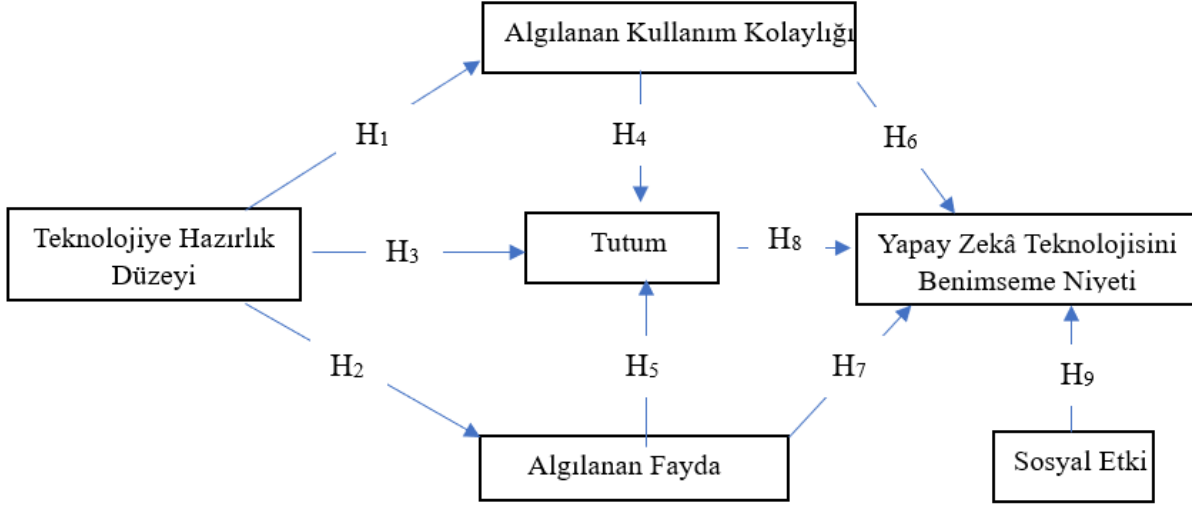 Algılanan Kullanım Kolaylığı
H1
H4
H6
Teknolojiye Hazırlık
Düzeyi
H3
Tutum
H8
Yapay Zekâ Teknolojisini
Benimseme Niyeti
H2
H5
H7
H9
Algılanan Fayda
Sosyal Etki